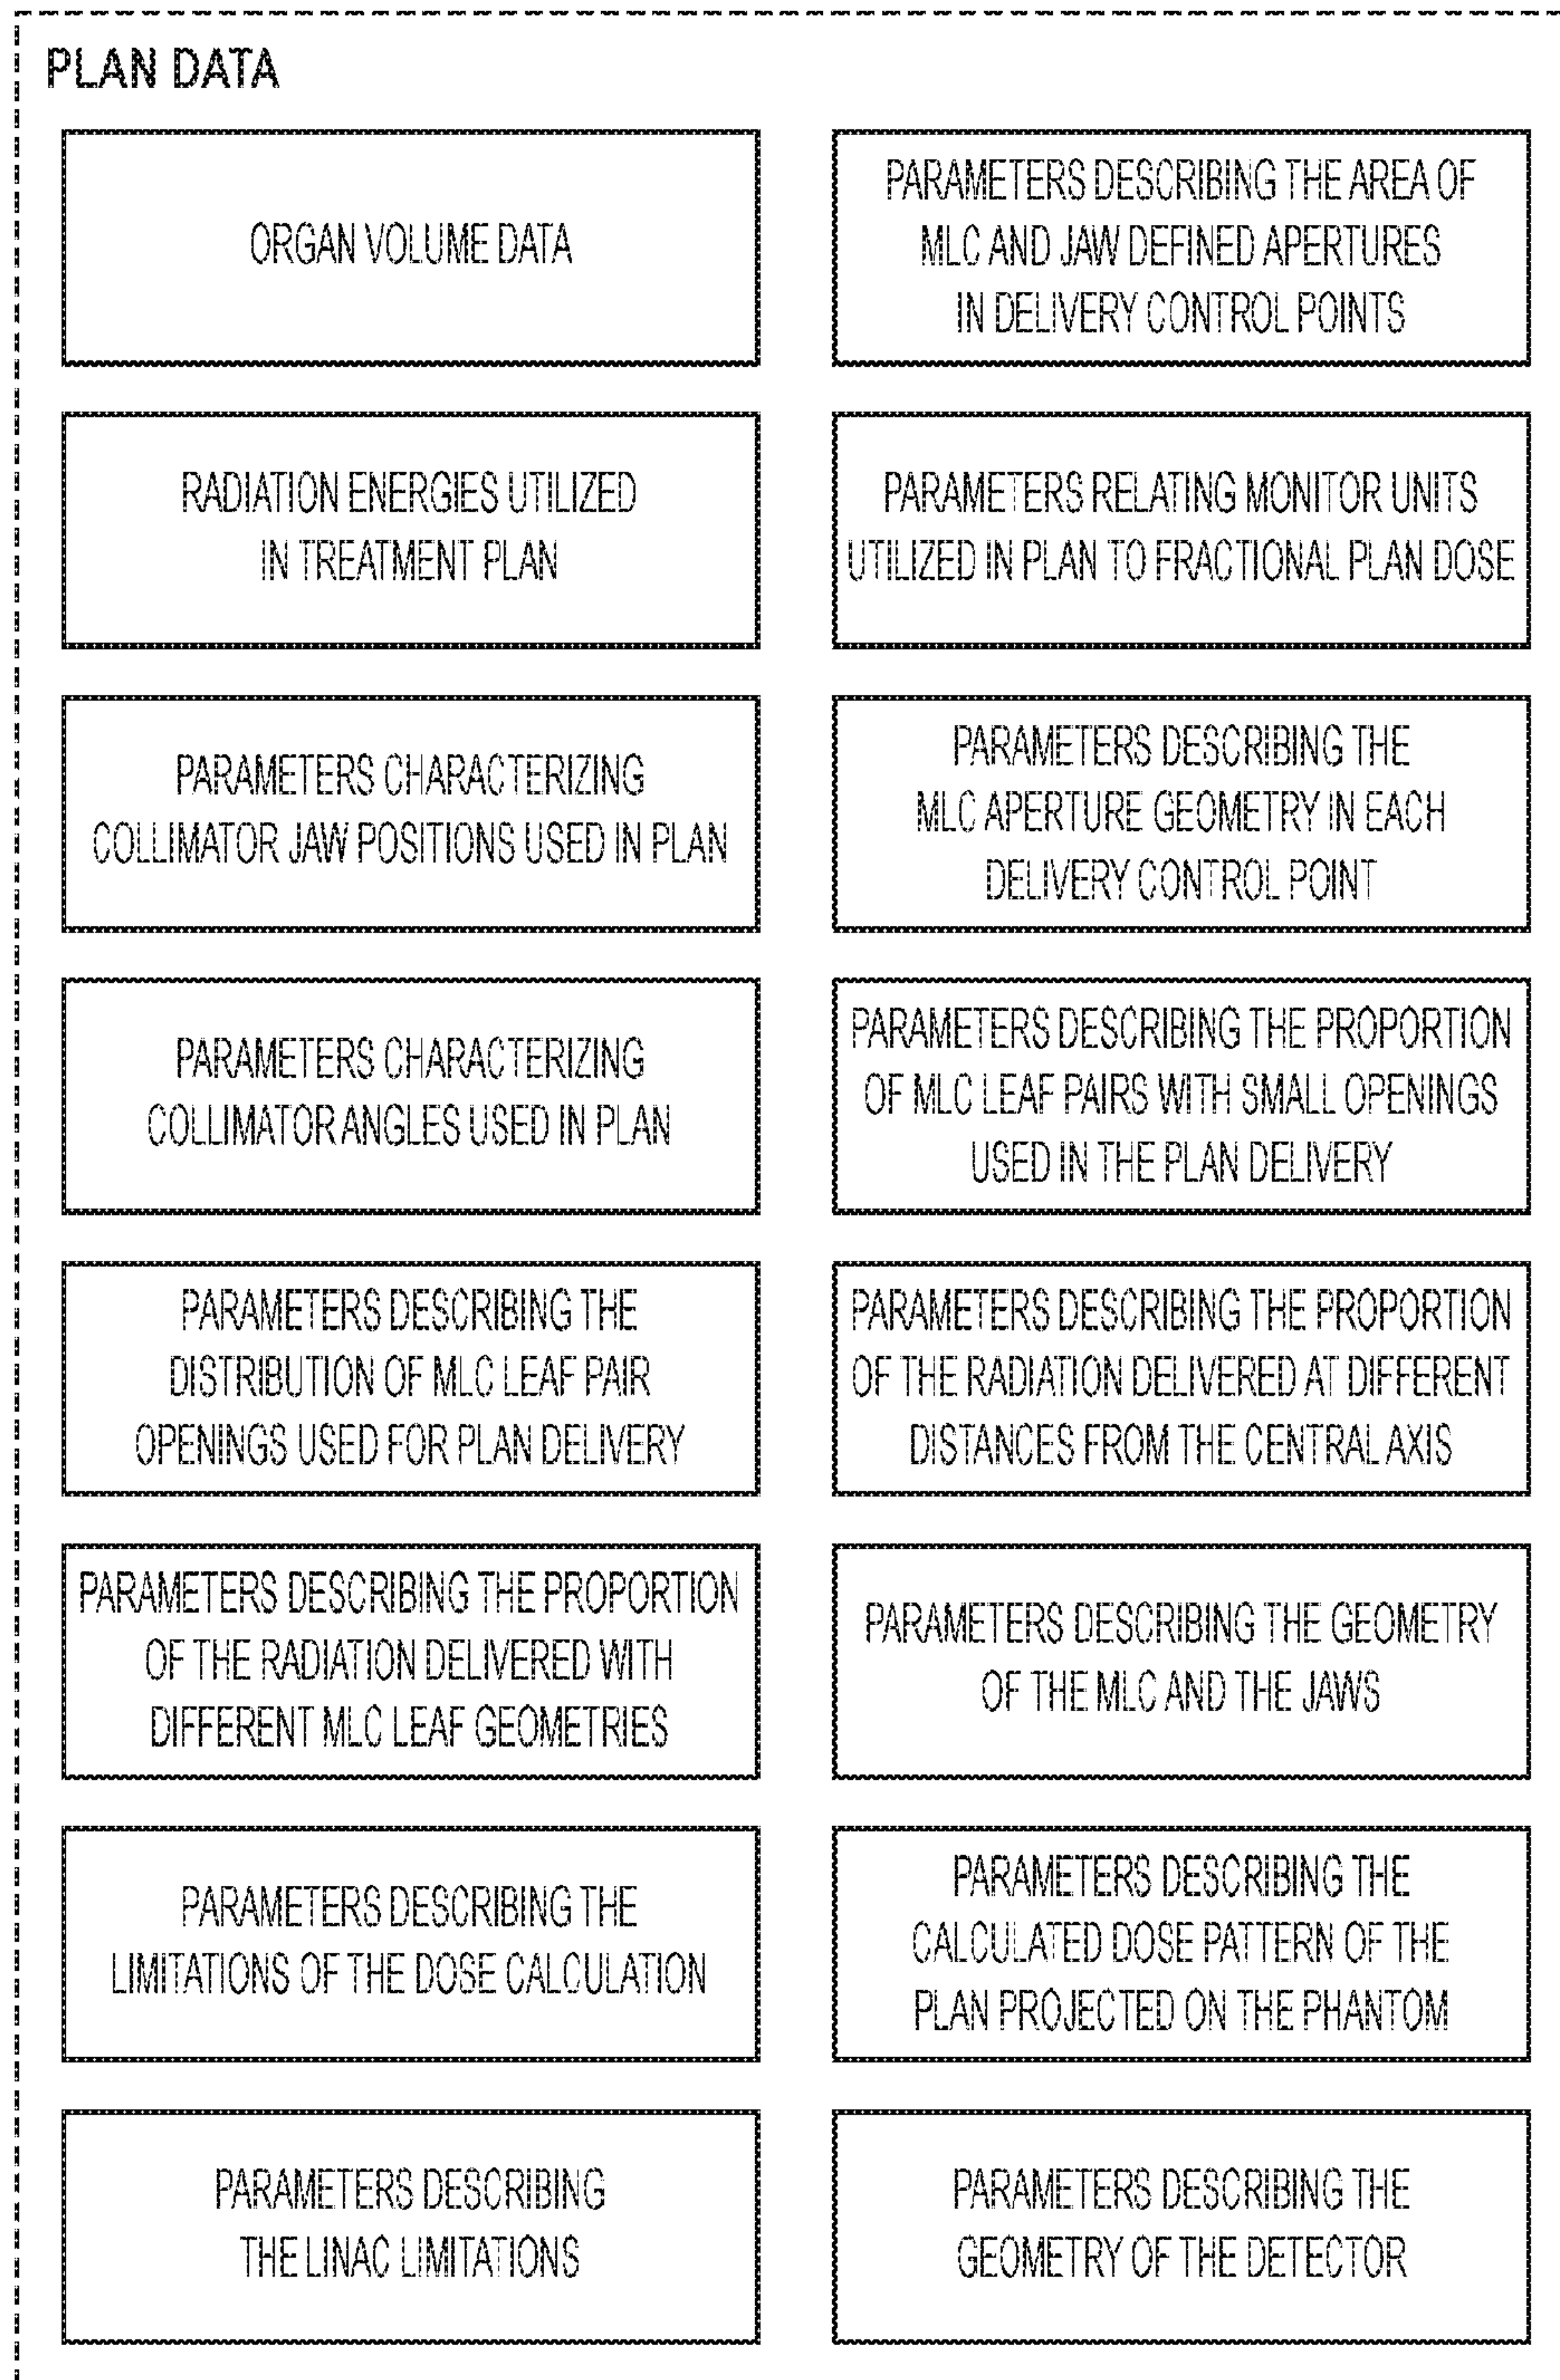 PLAN DATA
ORGAN VOLUME DATA
PARAMETERS DESCRIBING THE AREA OF
MLC AND JAW DEFINED APERTURES
IN DELIVERY CONTROL POINTS
RADIATION ENERGIES UTILIZED
IN TREATMENT PLAN
PARAMETERS RELATING MONITOR UNITS
UTILIZED IN PLAN TO FRACTIONAL PLAN DOSE
PARAMETERS CHARACTERIZING
COLLIMATOR JAW POSITIONS USED IN PLAN
PARAMETERS DESCRIBING THE
MLC APERTURE GEOMETRY IN EACH
DELIVERY CONTROL POINT
PARAMETERS CHARACTERIZING
COLLIMATOR ANGLES USED IN PLAN
PARAMETERS DESCRIBING THE PROPORTION
OF MLC LEAF PAIRS WITH SMALL OPENINGS
USED IN THE PLAN DELIVERY
PARAMETERS DESCRIBING THE
DISTRIBUTION OF MLC LEAF PAIR
OPENINGS USED FOR PLAN DELIVERY
PARAMETERS DESCRIBING THE PROPORTION
OF THE RADIATION DELIVERED AT DIFFERENT
DISTANCES FROM THE CENTRAL AXIS
PARAMETERS DESCRIBING THE PROPORTION
OF THE RADIATION DELIVERED WITH
DIFFERENT MLC LEAF GEOMETRIES
PARAMETERS DESCRIBING THE GEOMETRY
OF THE MLC AND THE JAWS
PARAMETERS DESCRIBING THE
LIMITATIONS OF THE DOSE CALCULATION
PARAMETERS DESCRIBING THE
CALCULATED DOSE PATTERN OF THE
PLAN PROJECTED ON THE PHANTOM
PARAMETERS DESCRIBING
THE LINAC LIMITATIONS
PARAMETERS DESCRIBING THE
GEOMETRY OF THE DETECTOR